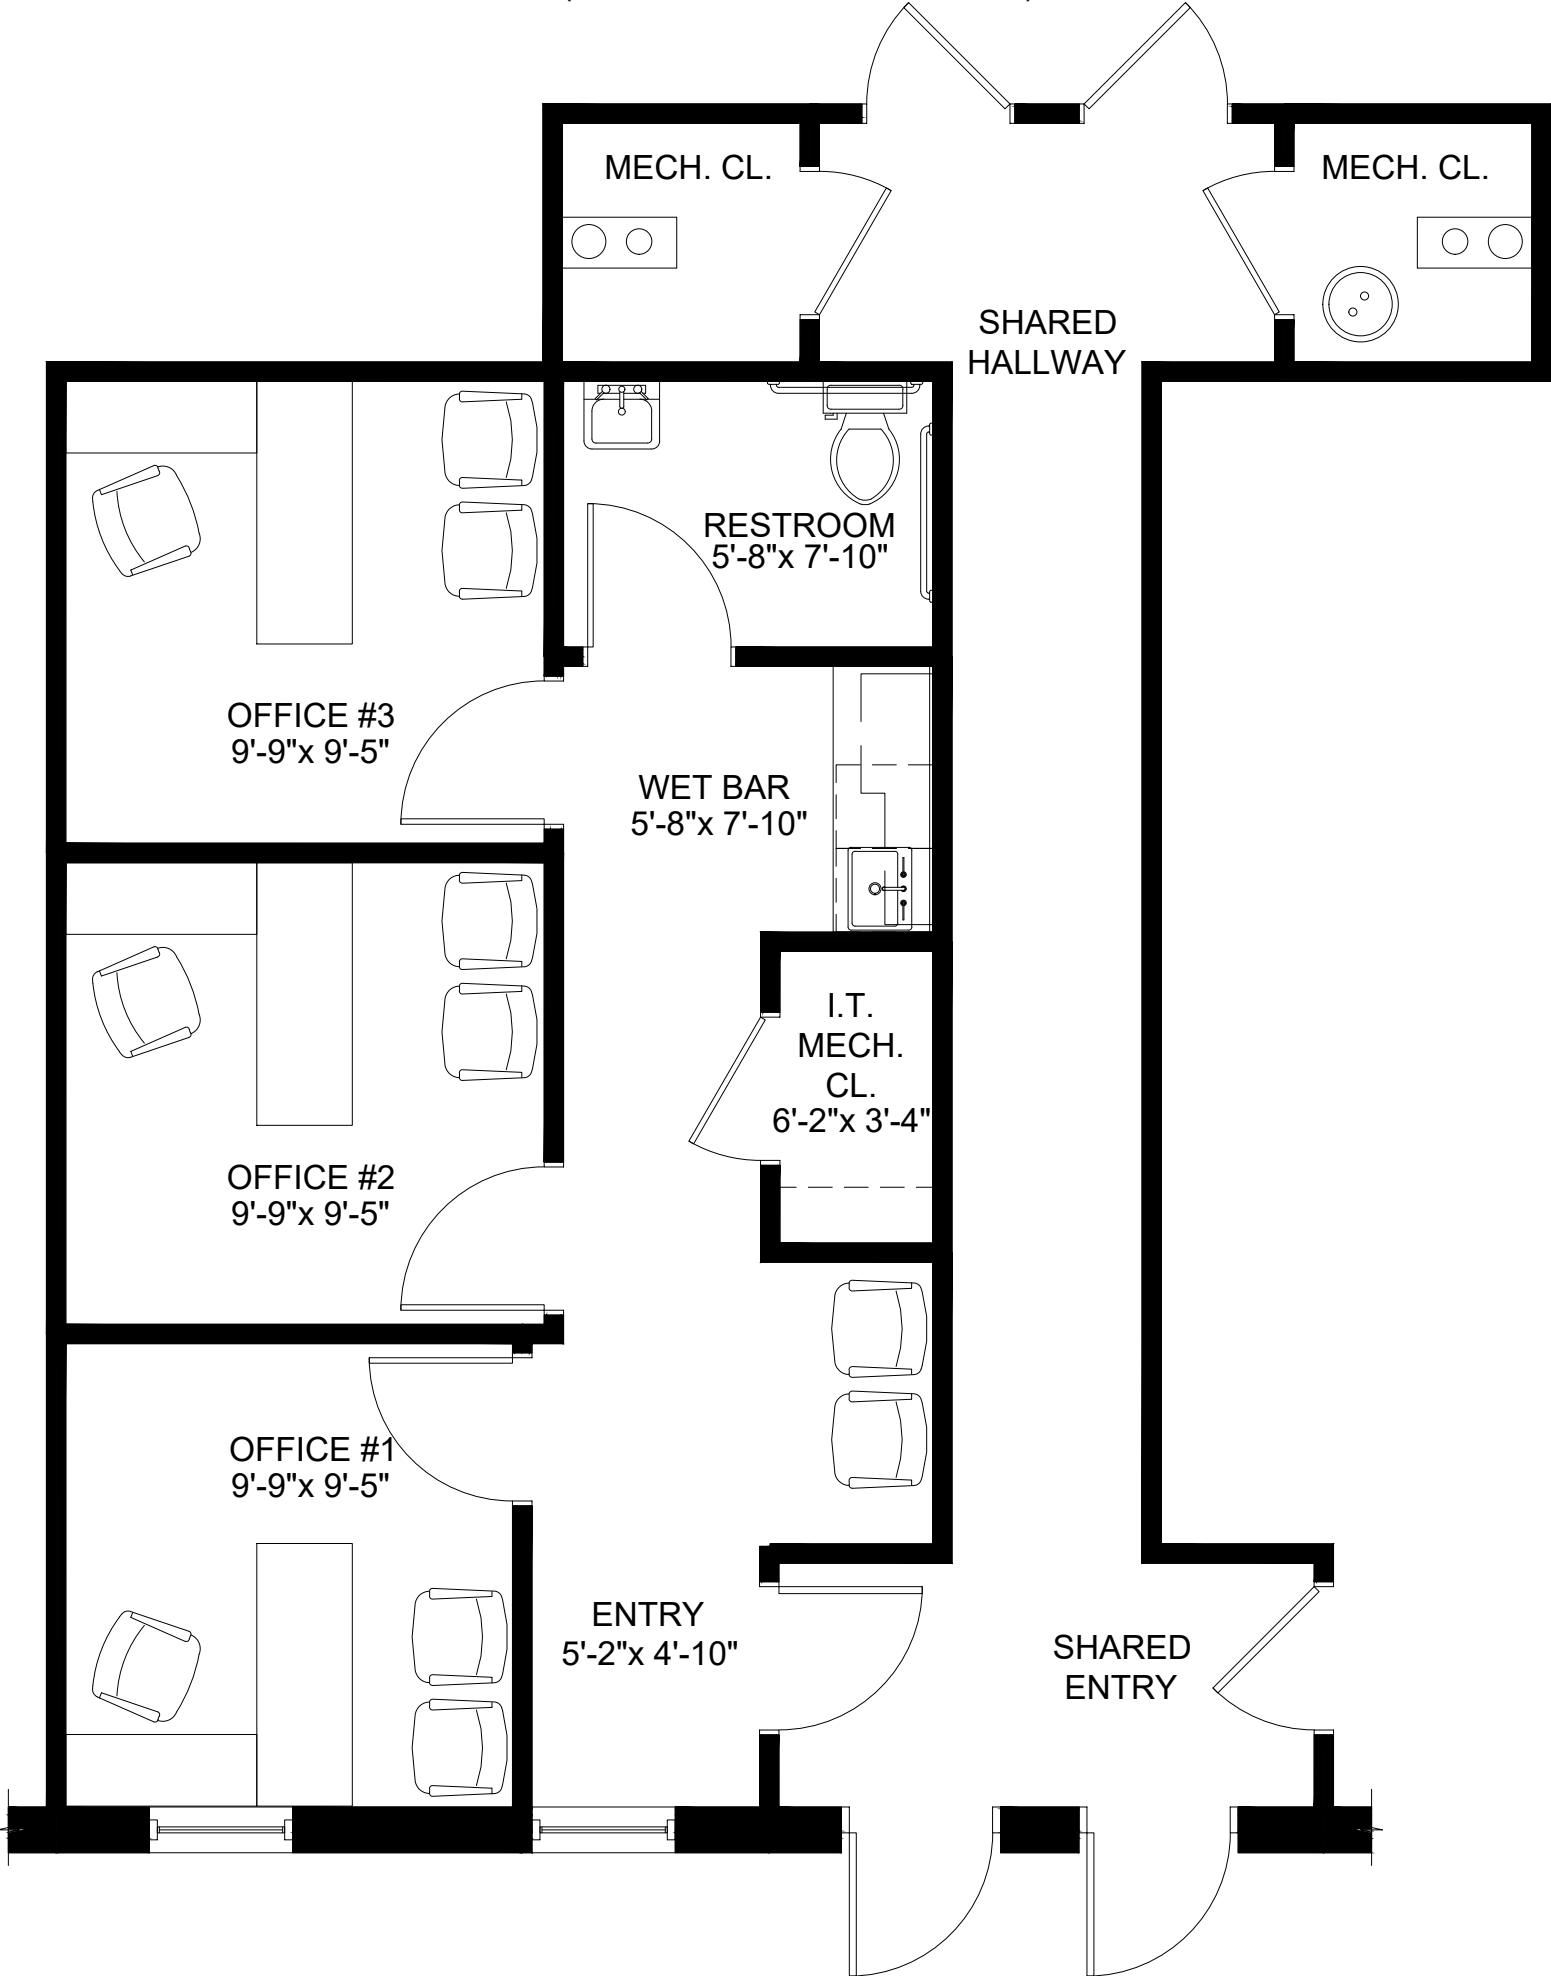 MECH. CL.
MECH. CL.
SHARED
HALLWAY
RESTROOM
5'-8"x 7'-10"
OFFICE #3
9'-9"x 9'-5"
WET BAR
5'-8"x 7'-10"
I.T.
MECH.
CL.
6'-2"x 3'-4"
OFFICE #2
9'-9"x 9'-5"
OFFICE #1
9'-9"x 9'-5"
ENTRY
5'-2"x 4'-10"
SHARED
ENTRY